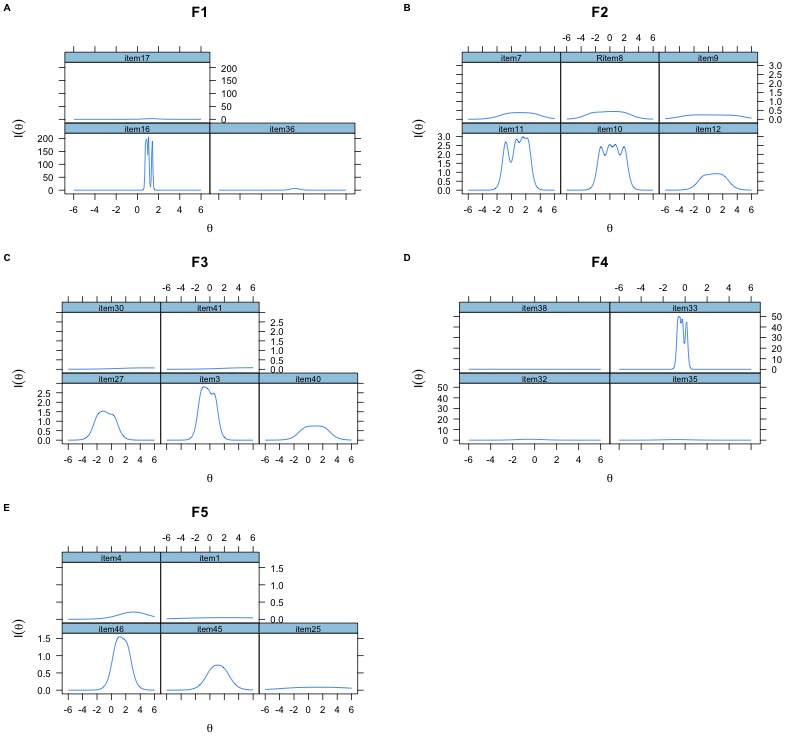 A
F1
item17
200
150
100
50
0
I(θ)
item16
item36
200
150
100
50
0
-6 -4 -2 0 2 4 6
θ
B
F2
-6 -4 -2 0 2 4 6
item7 Ritem8 item9
3.0
2.5
2.0
1.5
1.0
0.5
0.0
I(θ)
item11 item10 item12
3.0
2.5
2.0
1.5
1.0
0.5
0.0
-6 -4 -2 0 2 4 6 -6 -4 -2 0 2 4 6
θ
C
F3
-6 -4 -2 0 2 4 6
item30 item41
2.5
2.0
1.5
1.0
0.5
0.0
I(θ)
item27 item3 item40
2.5
2.0
1.5
1.0
0.5
0.0
-6 -4 -2 0 2 4 6 -6 -4 -2 0 2 4 6
θ
D
F4
-6 -4 -2 0 2 4 6
item38 item33
50
40
30
20
10
0
I(θ)
item32 item35
50
40
30
20
10
0
-6 -4 -2 0 2 4 6
θ
E
F5
-6 -4 -2 0 2 4 6
item4 item1
1.5
1.0
0.5
0.0
I(θ)
item46 item45 item25
1.5
1.0
0.5
0.0
-6 -4 -2 0 2 4 6 -6 -4 -2 0 2 4 6
θ